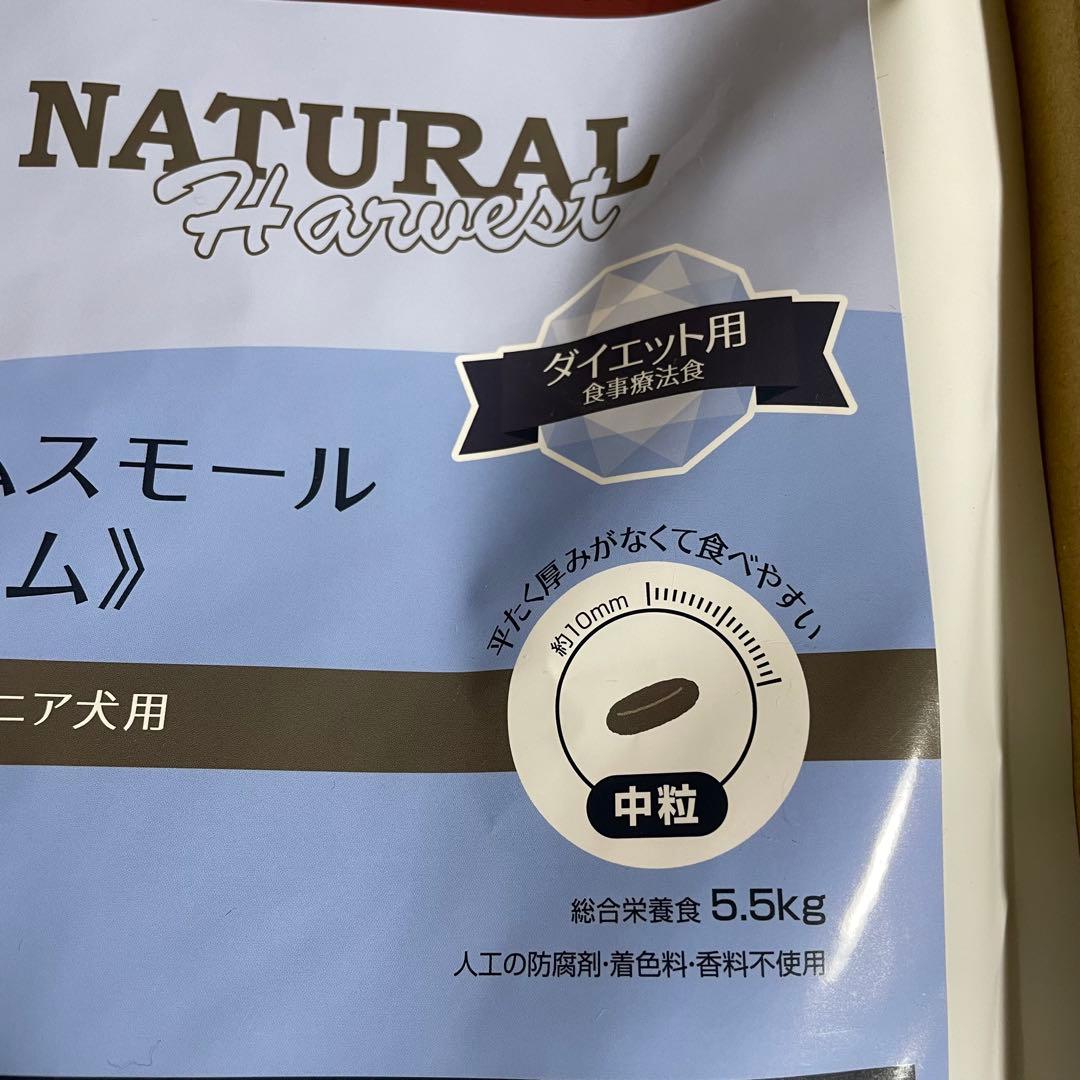 NATURAL
Harvest
ダイエット用
食事療法食
ムスモール
ム》
平たく厚みがなくて食べやすい
約10mm
ニア犬用
中粒
総合栄養食 5.5kg
人工の防腐剤・着色料・香料不使用